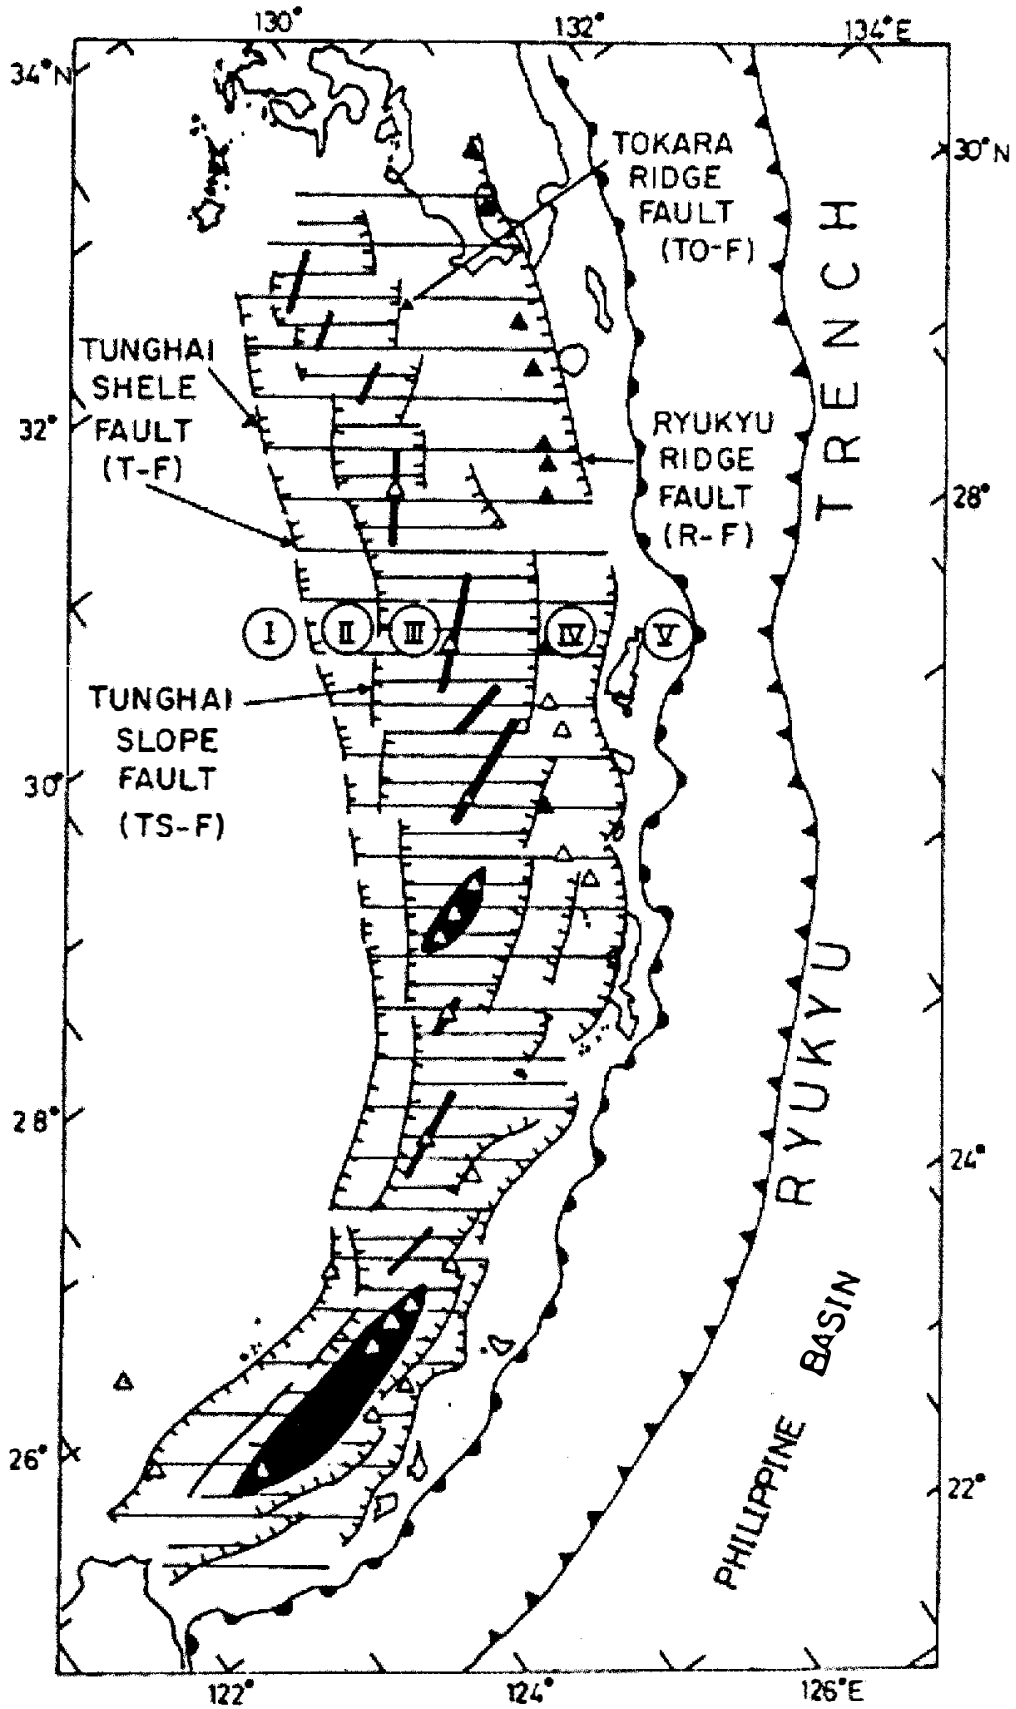 130°
132°
134°E
34°N
30°N
TOKARA
RIDGE
FAULT
(TO-F)
TRENCH
TUNGHAI
SHELE
FAULT
(T-F)
32°
RYUKYU
RIDGE
FAULT
(R-F)
28°
I
II
III
IV
V
TUNGHAI
SLOPE
FAULT
(TS-F)
30°
RYUKYU
28°
24°
PHILIPPINE BASIN
26°
22°
122°
124°
126°E